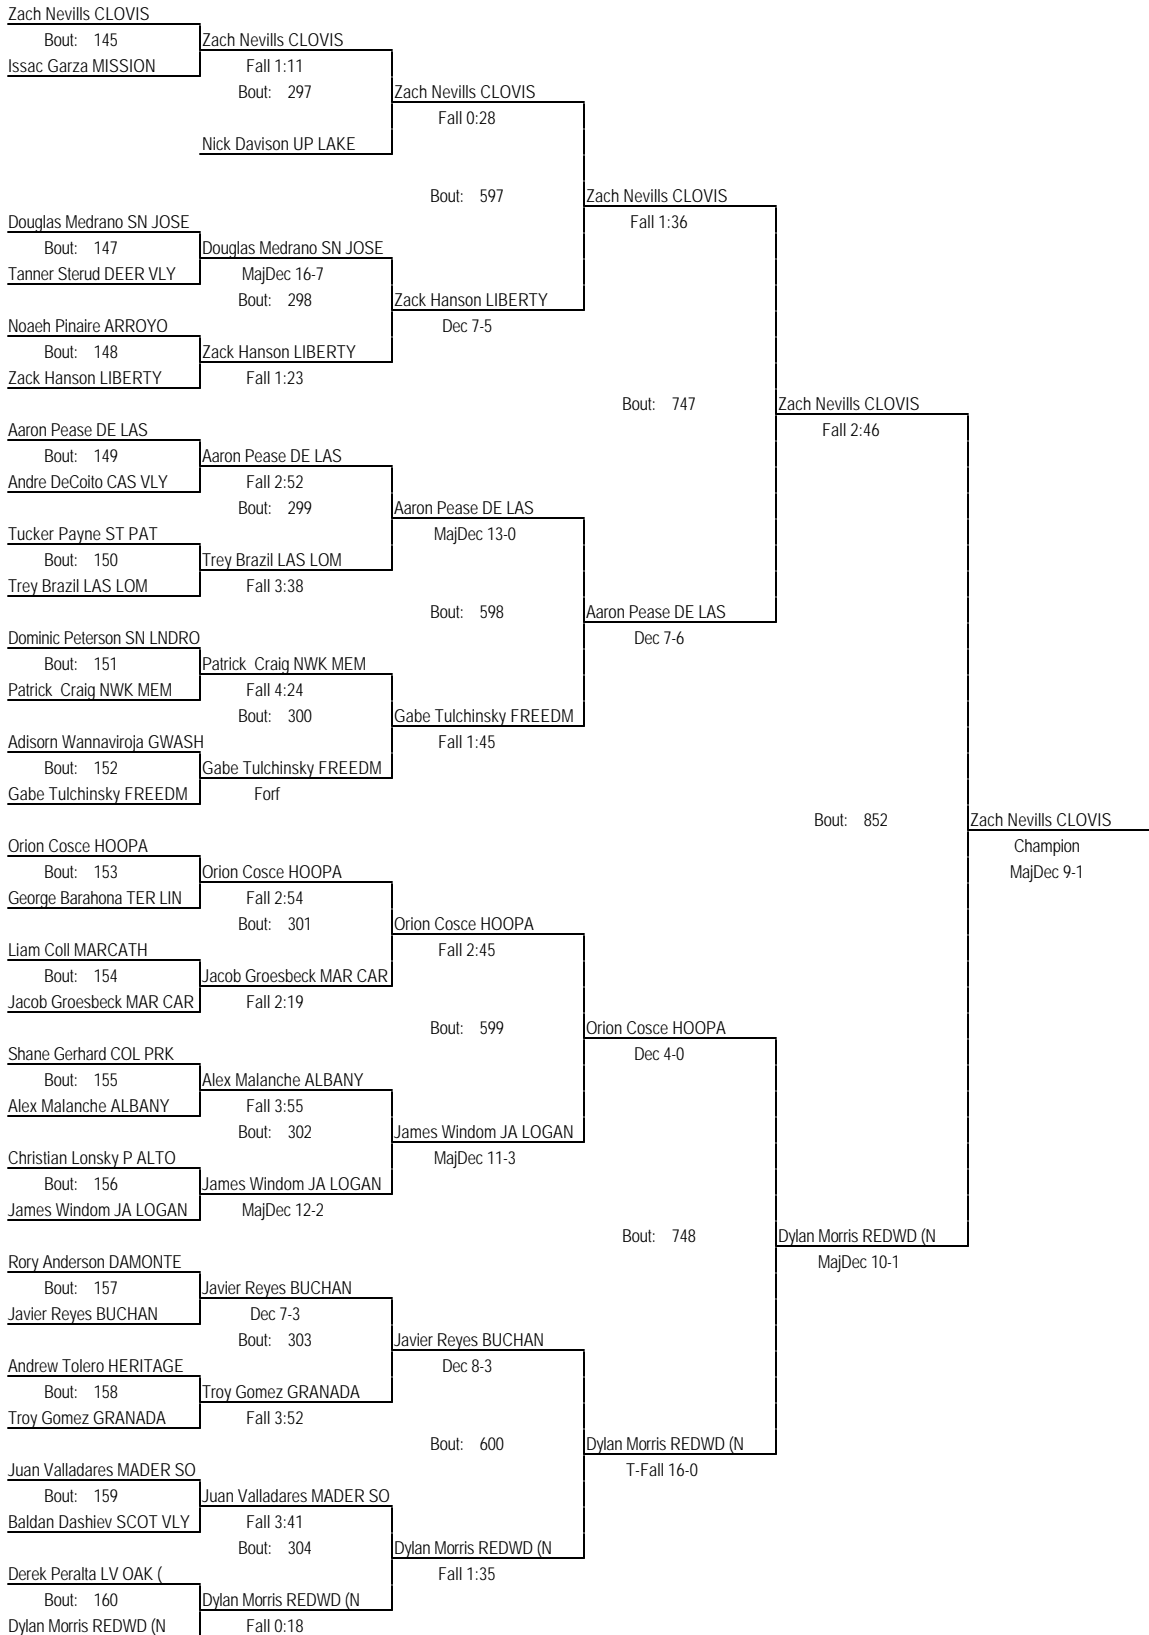 Zach Nevills CLOVIS
Bout: 145 Zach Nevills CLOVIS
Issac Garza MISSION Fall 1:11
Bout: 297 Zach Nevills CLOVIS
Fall 0:28
Nick Davison UP LAKE
Bout: 597 Zach Nevills CLOVIS
Douglas Medrano SN JOSE Fall 1:36
Bout: 147 Douglas Medrano SN JOSE
Tanner Sterud DEER VLY MajDec 16-7
Bout: 298 Zack Hanson LIBERTY
Noaeh Pinaire ARROYO Dec 7-5
Bout: 148 Zack Hanson LIBERTY
Zack Hanson LIBERTY Fall 1:23
Bout: 747 Zach Nevills CLOVIS
Aaron Pease DE LAS Fall 2:46
Bout: 149 Aaron Pease DE LAS
Andre DeCoito CAS VLY Fall 2:52
Bout: 299 Aaron Pease DE LAS
Tucker Payne ST PAT MajDec 13-0
Bout: 150 Trey Brazil LAS LOM
Trey Brazil LAS LOM Fall 3:38
Bout: 598 Aaron Pease DE LAS
Dominic Peterson SN LNDRO Dec 7-6
Bout: 151 Patrick Craig NWK MEM
Patrick Craig NWK MEM Fall 4:24
Bout: 300 Gabe Tulchinsky FREEDM
Adisorn Wannaviroja GWASH Fall 1:45
Bout: 152 Gabe Tulchinsky FREEDM
Gabe Tulchinsky FREEDM Forf
Bout: 852 Zach Nevills CLOVIS
Orion Cosce HOOPA Champion
Bout: 153 Orion Cosce HOOPA MajDec 9-1
George Barahona TER LIN Fall 2:54
Bout: 301 Orion Cosce HOOPA
Liam Coll MARCATH Fall 2:45
Bout: 154 Jacob Groesbeck MAR CAR
Jacob Groesbeck MAR CAR Fall 2:19
Bout: 599 Orion Cosce HOOPA
Shane Gerhard COL PRK Dec 4-0
Bout: 155 Alex Malanche ALBANY
Alex Malanche ALBANY Fall 3:55
Bout: 302 James Windom JA LOGAN
Christian Lonsky P ALTO MajDec 11-3
Bout: 156 James Windom JA LOGAN
James Windom JA LOGAN MajDec 12-2
Bout: 748 Dylan Morris REDWD (N
Rory Anderson DAMONTE MajDec 10-1
Bout: 157 Javier Reyes BUCHAN
Javier Reyes BUCHAN Dec 7-3
Bout: 303 Javier Reyes BUCHAN
Andrew Tolero HERITAGE Dec 8-3
Bout: 158 Troy Gomez GRANADA
Troy Gomez GRANADA Fall 3:52
Bout: 600 Dylan Morris REDWD (N
Juan Valladares MADER SO T-Fall 16-0
Bout: 159 Juan Valladares MADER SO
Baldan Dashiev SCOT VLY Fall 3:41
Bout: 304 Dylan Morris REDWD (N
Derek Peralta LV OAK ( Fall 1:35
Bout: 160 Dylan Morris REDWD (N
Dylan Morris REDWD (N Fall 0:18